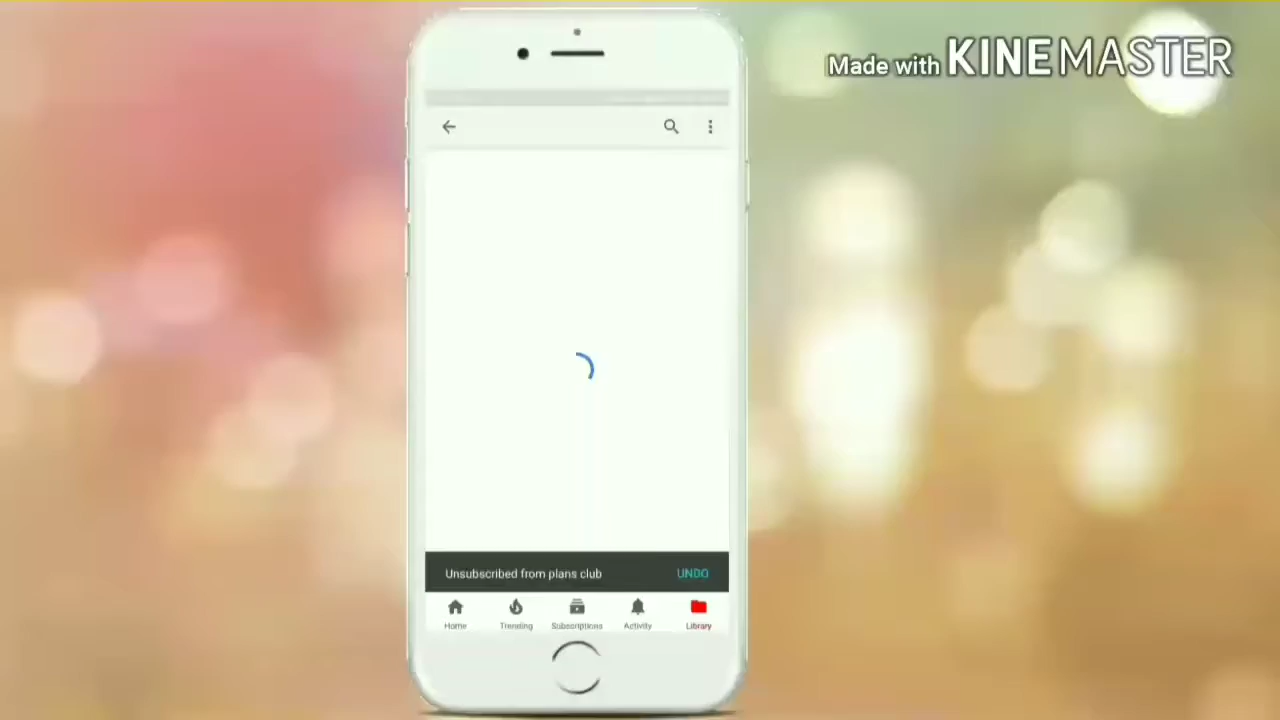 Made with KINEMASTER
Unsubscribed from plans club UNDO
Home Trending Subscriptions Activity Library